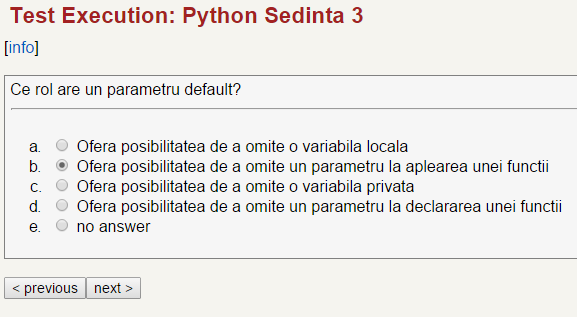 Test Execution: Python Sedinta 3
[info]
Ce rol are un parametru default?
a. Ofera posibilitatea de a omite o variabila locala
b. Ofera posibilitatea de a omite un parametru la aplearea unei functii
c. Ofera posibilitatea de a omite o variabila privata
d. Ofera posibilitatea de a omite un parametru la declararea unei functii
e. no answer
< previous next >